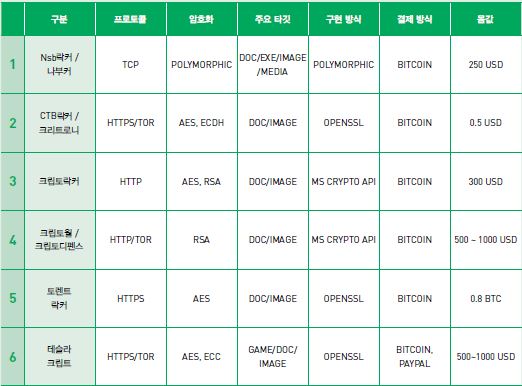 구분 프로토콜 암호화 주요 타깃 구현 방식 결제 방식 몸값
1 Nsb락커 / 나부커 TCP POLYMORPHIC DOC/EXE/IMAGE /MEDIA POLYMORPHIC BITCOIN 250 USD
2 CTB락커 / 크리트로니 HTTPS/TOR AES, ECDH DOC/IMAGE OPENSSL BITCOIN 0.5 USD
3 크립토락커 HTTP AES, RSA DOC/IMAGE MS CRYPTO API BITCOIN 300 USD
4 크립토월 / 크립토디펜스 HTTP/TOR RSA DOC/IMAGE MS CRYPTO API BITCOIN 500 ~ 1000 USD
5 토렌트 락커 HTTPS AES DOC/IMAGE OPENSSL BITCOIN 0.8 BTC
6 테슬라 크립트 HTTPS/TOR AES, ECC GAME/DOC/ IMAGE OPENSSL BITCOIN, PAYPAL 500~1000 USD